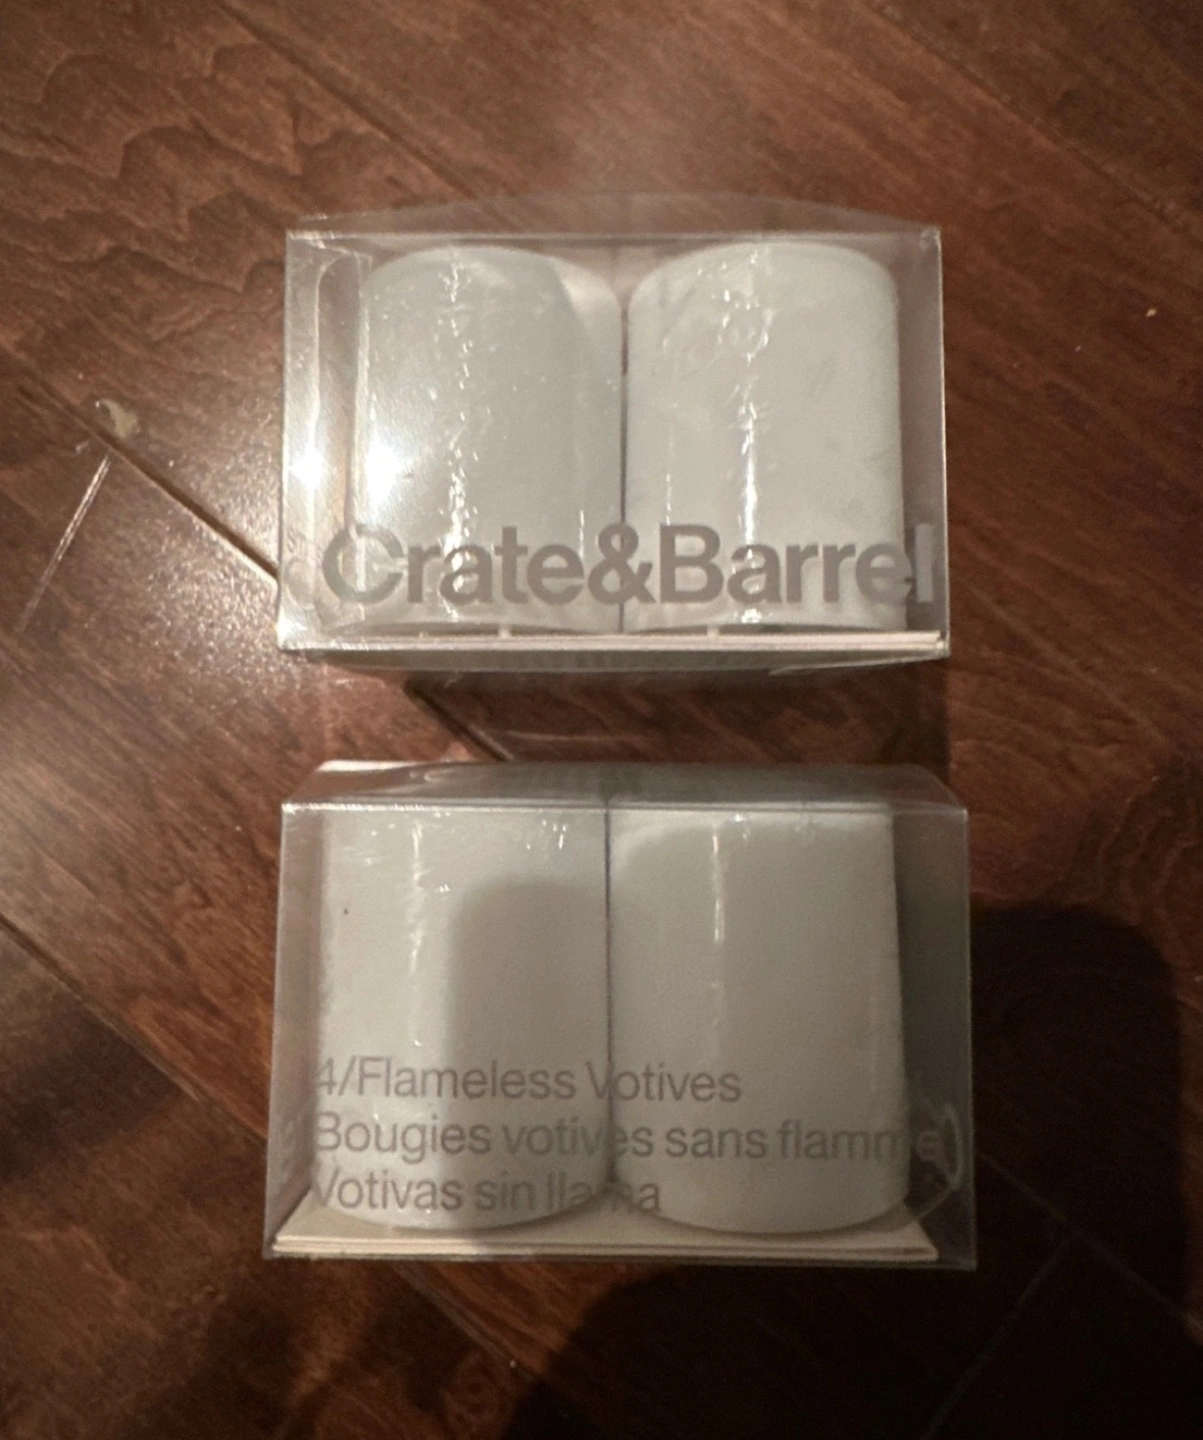 Crate&Barrel
4/Flameless Votives
Bougies votives sans flamme
Votivas sin llama